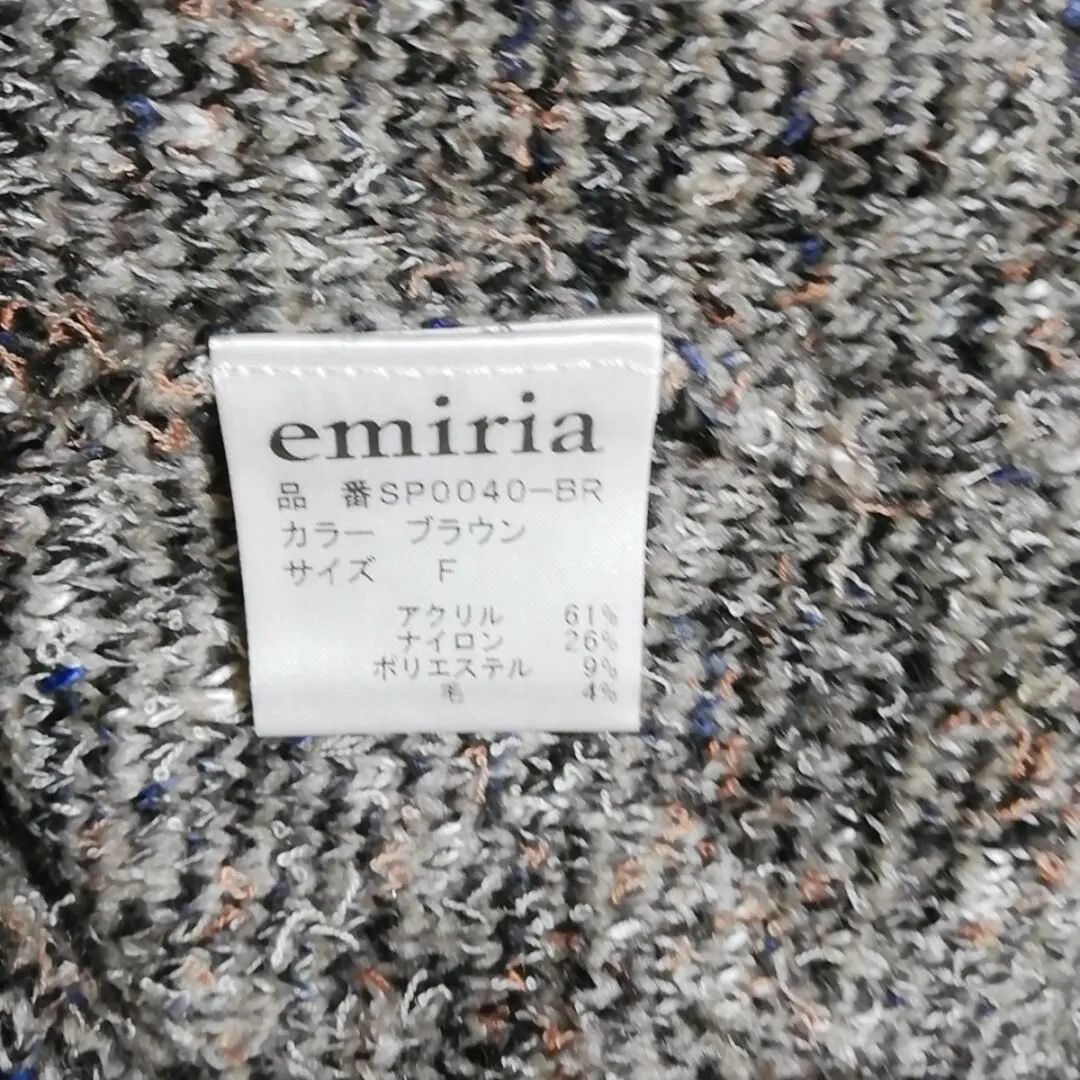 emiria
品 番SP0040-BR
カラー ブラウン
サイズ F
アクリル 61%
ナイロン 26%
ポリエステル 9%
毛 4%